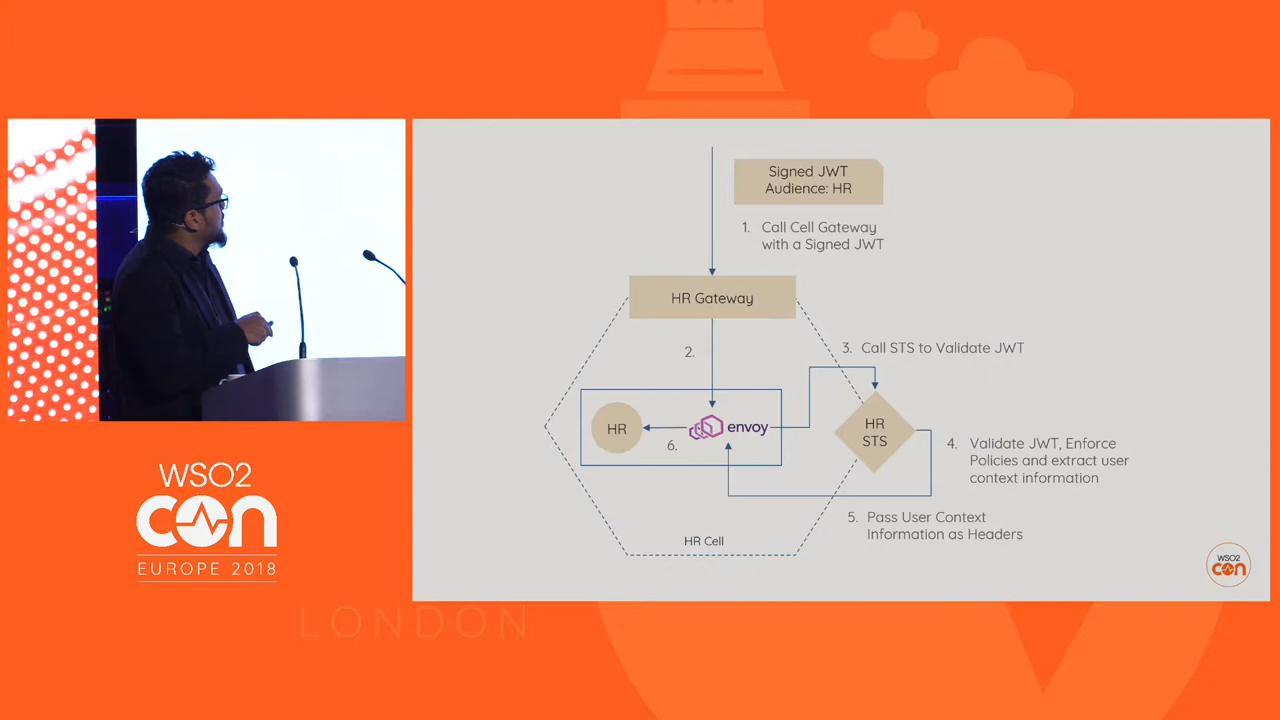 Signed JWT
Audience: HR
1. Call Cell Gateway
with a Signed JWT
HR Gateway
2.
3. Call STS to Validate JWT
HR
envoy
6.
HR
STS
4. Validate JWT, Enforce
Policies and extract user
context information
5. Pass User Context
Information as Headers
HR Cell
WSO2
CON
WSO2
CON
EUROPE 2018
LONDON